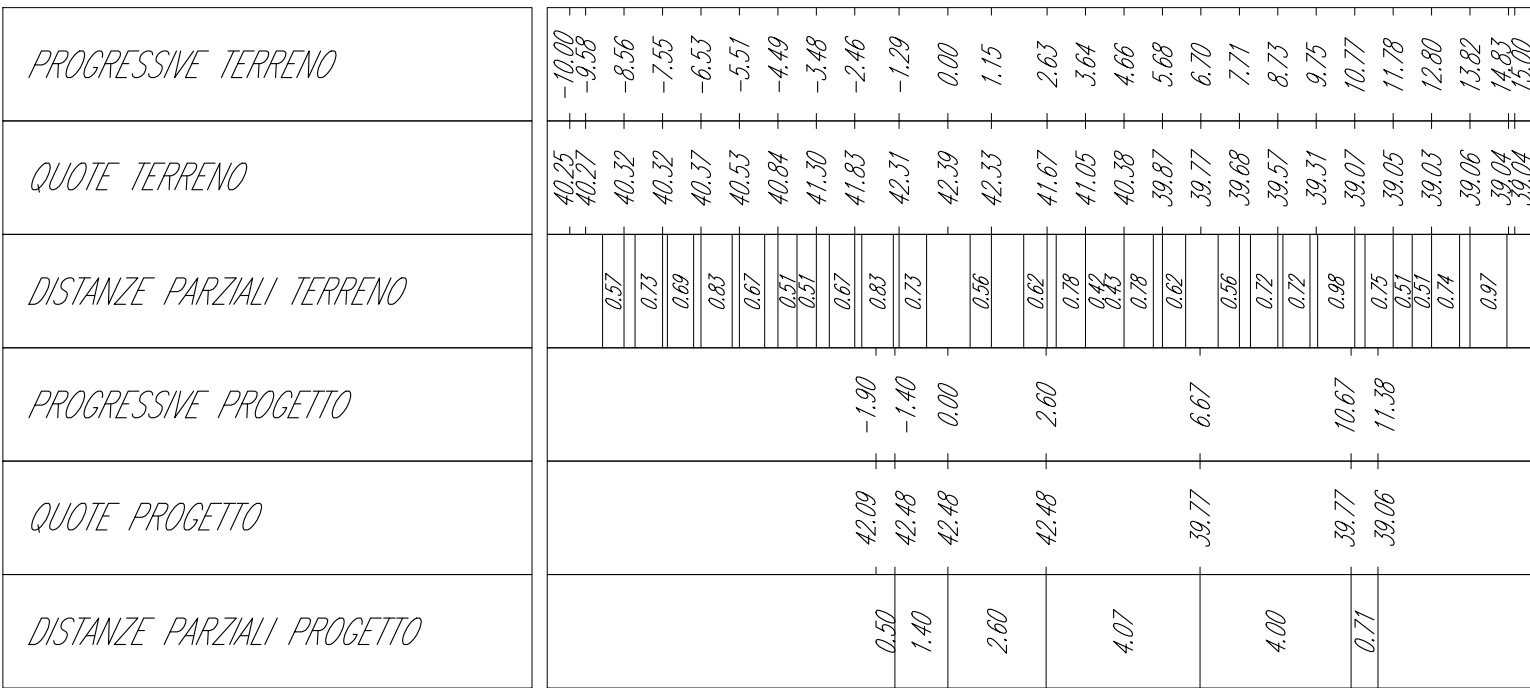 PROGRESSIVE TERRENO -10.00 -9.58 -8.56 -7.55 -6.53 -5.51 -4.49 -3.48 -2.46 -1.29 0.00 1.15 2.63 3.64 4.66 5.68 6.70 7.71 8.73 9.75 10.77 11.78 12.80 13.82 14.83 15.00
QUOTE TERRENO 40.25 40.27 40.32 40.32 40.37 40.53 40.84 41.30 41.83 42.31 42.39 42.33 41.67 41.05 40.38 39.87 39.77 39.68 39.57 39.31 39.07 39.05 39.03 39.06 39.04 39.04
DISTANZE PARZIALI TERRENO 0.57 0.73 0.69 0.83 0.67 0.51 0.51 0.67 0.83 0.73 0.56 0.62 0.78 0.42 0.43 0.78 0.62 0.56 0.72 0.72 0.98 0.75 0.51 0.51 0.74 0.97
PROGRESSIVE PROGETTO -1.90 -1.40 0.00 2.60 6.67 10.67 11.38
QUOTE PROGETTO 42.09 42.48 42.48 42.48 39.77 39.77 39.06
DISTANZE PARZIALI PROGETTO 0.50 1.40 2.60 4.07 4.00 0.71